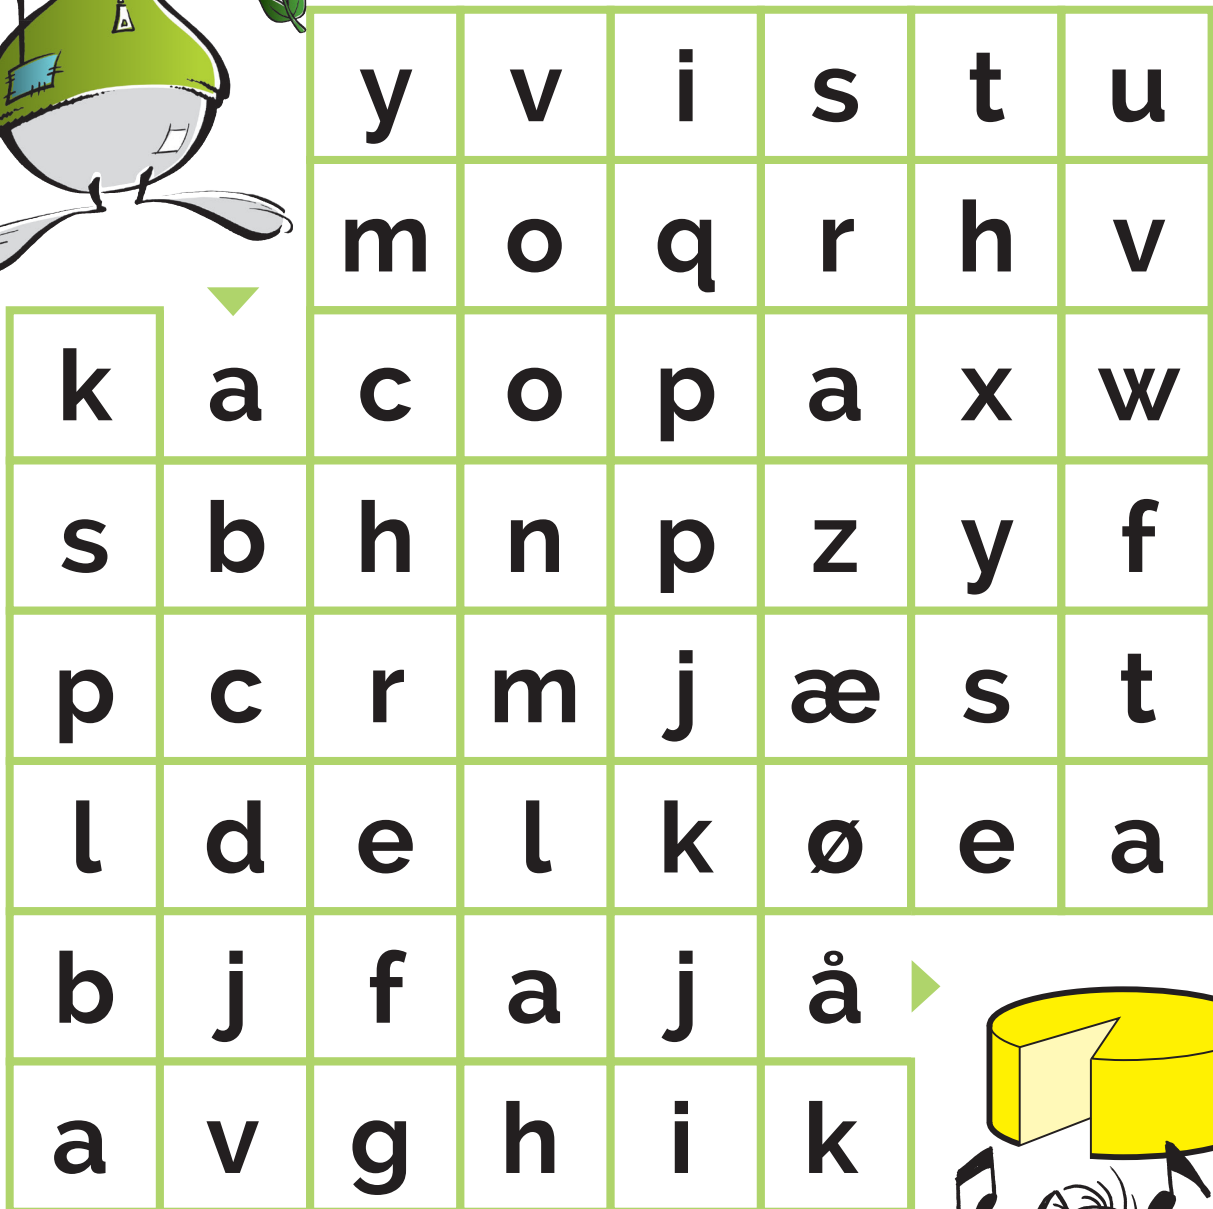 y v i s t u
m o q r h v
k a c o p a x w
s b h n p z y f
p c r m j æ s t
l d e l k ø e a
b j f a j å
a v g h i k